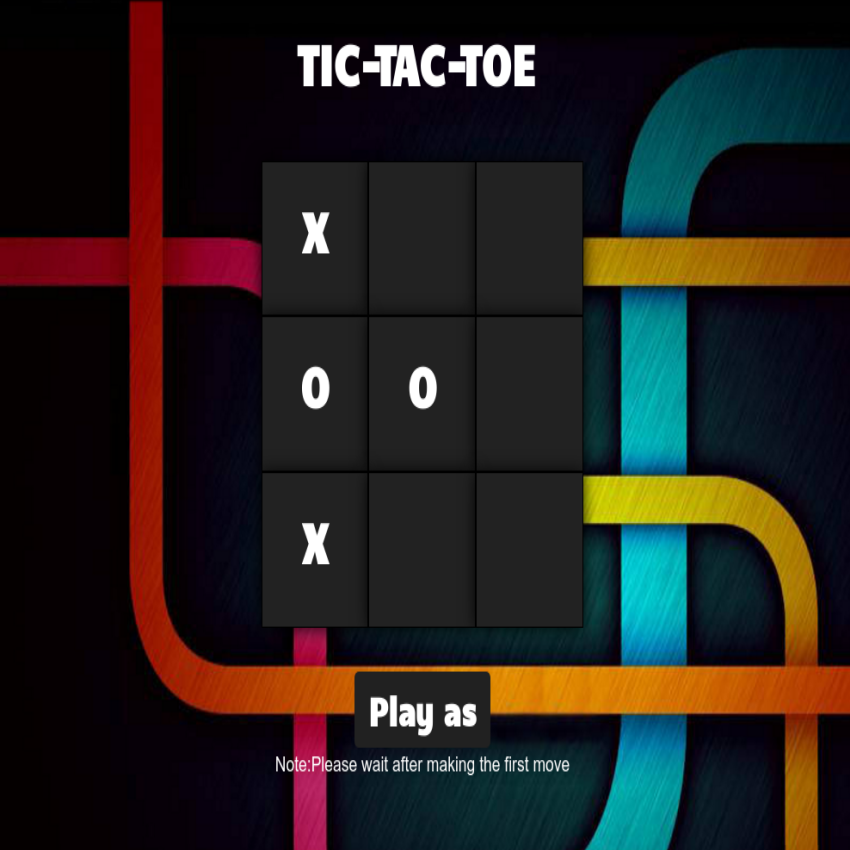 TIC-TAC-TOE
X
O O
X
Play as
Note:Please wait after making the first move